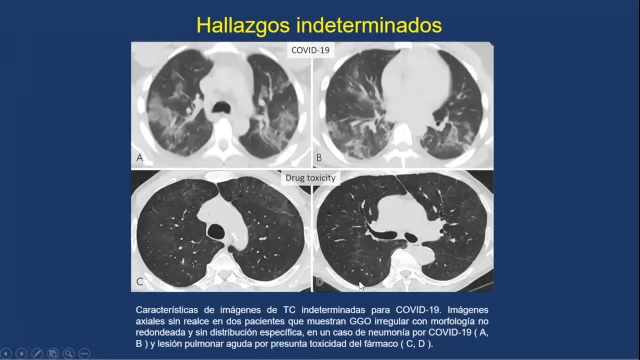 Hallazgos indeterminados
COVID-19
A
B
Drug toxicity
C
D
Características de imágenes de TC indeterminadas para COVID-19. Imágenes
axiales sin realce en dos pacientes que muestran GGO irregular con morfología no
redondeada y sin distribución específica, en un caso de neumonía por COVID-19 ( A,
B ) y lesión pulmonar aguda por presunta toxicidad del fármaco ( C, D ).